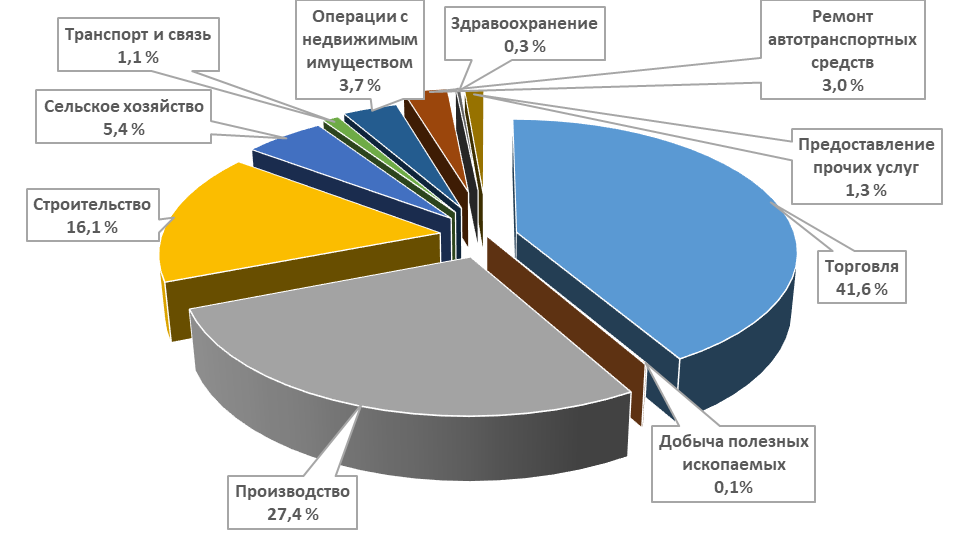 Транспорт и связь
1,1 %
Операции с
недвижимым
имуществом
3,7 %
Здравоохранение
0,3 %
Ремонт
автотранспортных
средств
3,0 %
Сельское хозяйство
5,4 %
Предоставление
прочих услуг
1,3 %
Строительство
16,1 %
Торговля
41,6 %
Добыча полезных
ископаемых
0,1%
Производство
27,4 %